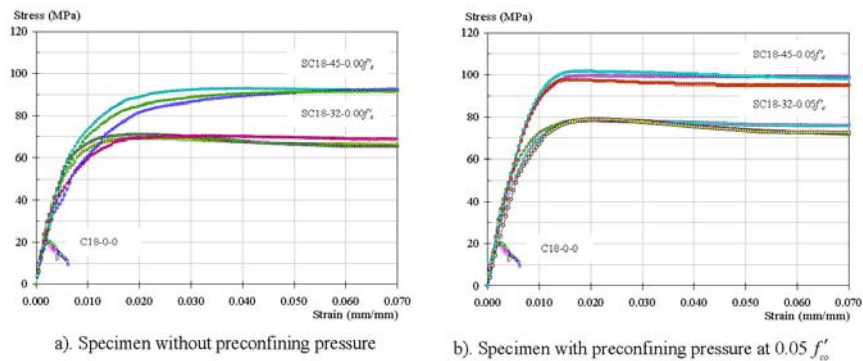 Stress (MPa)
120
100
80
60
40
20
0
SC18-45-0.00f'c
SC18-32-0.00f'c
C18-0-0
0.000 0.010 0.020 0.030 0.040 0.050 0.060 0.070
Strain (mm/mm)
a). Specimen without preconfining pressure
Stress (MPa)
120
100
80
60
40
20
0
SC18-45-0.05f'c
SC18-32-0.05f'c
C18-0-0
0.000 0.010 0.020 0.030 0.040 0.050 0.060 0.070
Strain (mm/mm)
b). Specimen with preconfining pressure at 0.05 f'co